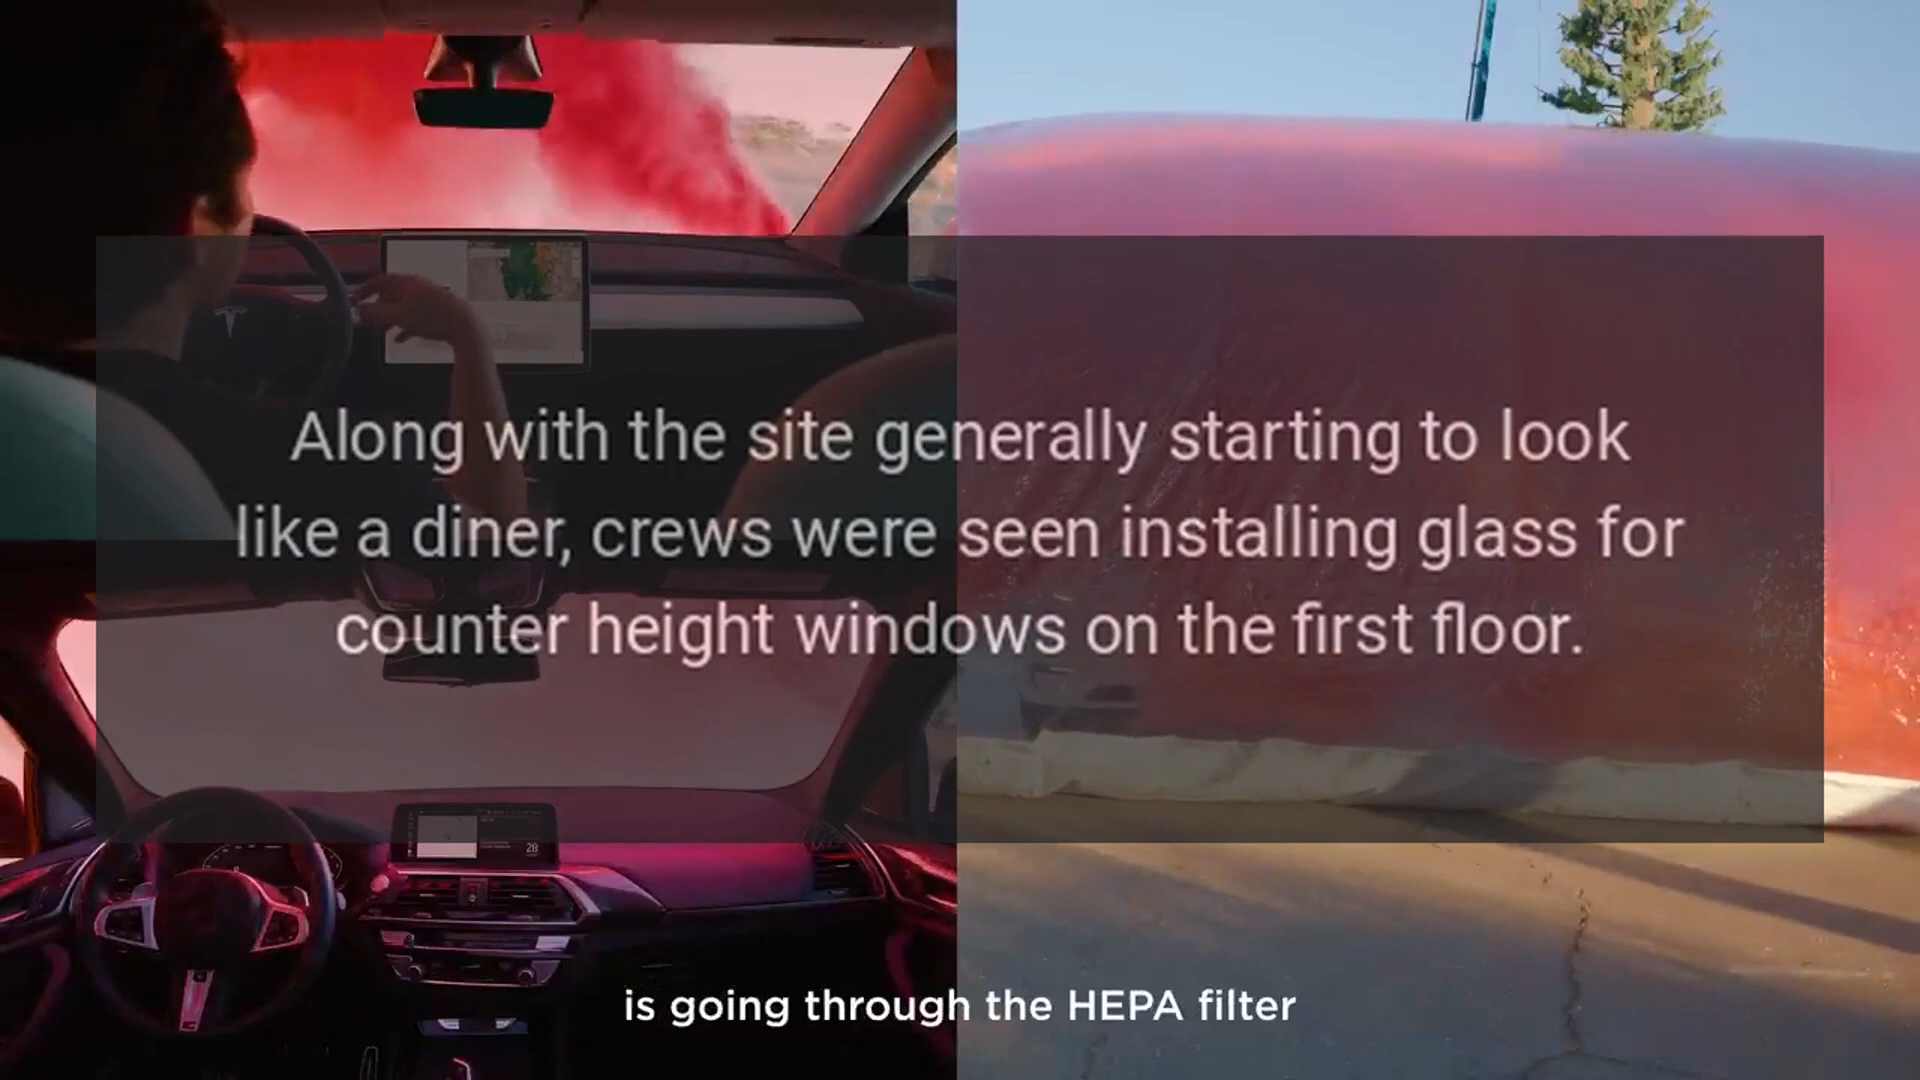 Along with the site generally starting to look
like a diner, crews were seen installing glass for
counter height windows on the first floor.
28
is going through the HEPA filter